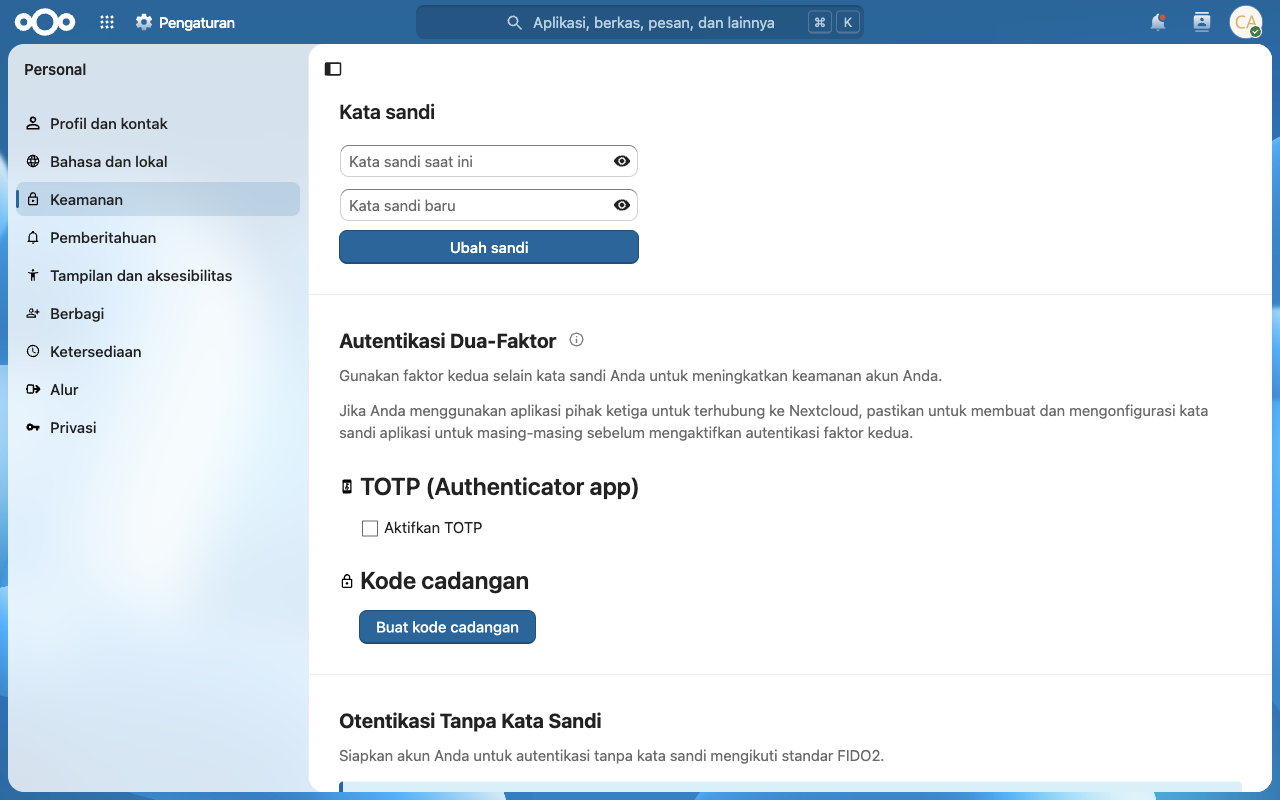 Pengaturan
Aplikasi, berkas, pesan, dan lainnya
⌘ K
CA
Personal
Profil dan kontak
Bahasa dan lokal
Keamanan
Pemberitahuan
Tampilan dan aksesibilitas
Berbagi
Ketersediaan
Alur
Privasi
Kata sandi
Kata sandi saat ini
Kata sandi baru
Ubah sandi
Autentikasi Dua-Faktor
Gunakan faktor kedua selain kata sandi Anda untuk meningkatkan keamanan akun Anda.
Jika Anda menggunakan aplikasi pihak ketiga untuk terhubung ke Nextcloud, pastikan untuk membuat dan mengonfigurasi kata
sandi aplikasi untuk masing-masing sebelum mengaktifkan autentikasi faktor kedua.
TOTP (Authenticator app)
Aktifkan TOTP
Kode cadangan
Buat kode cadangan
Otentikasi Tanpa Kata Sandi
Siapkan akun Anda untuk autentikasi tanpa kata sandi mengikuti standar FIDO2.